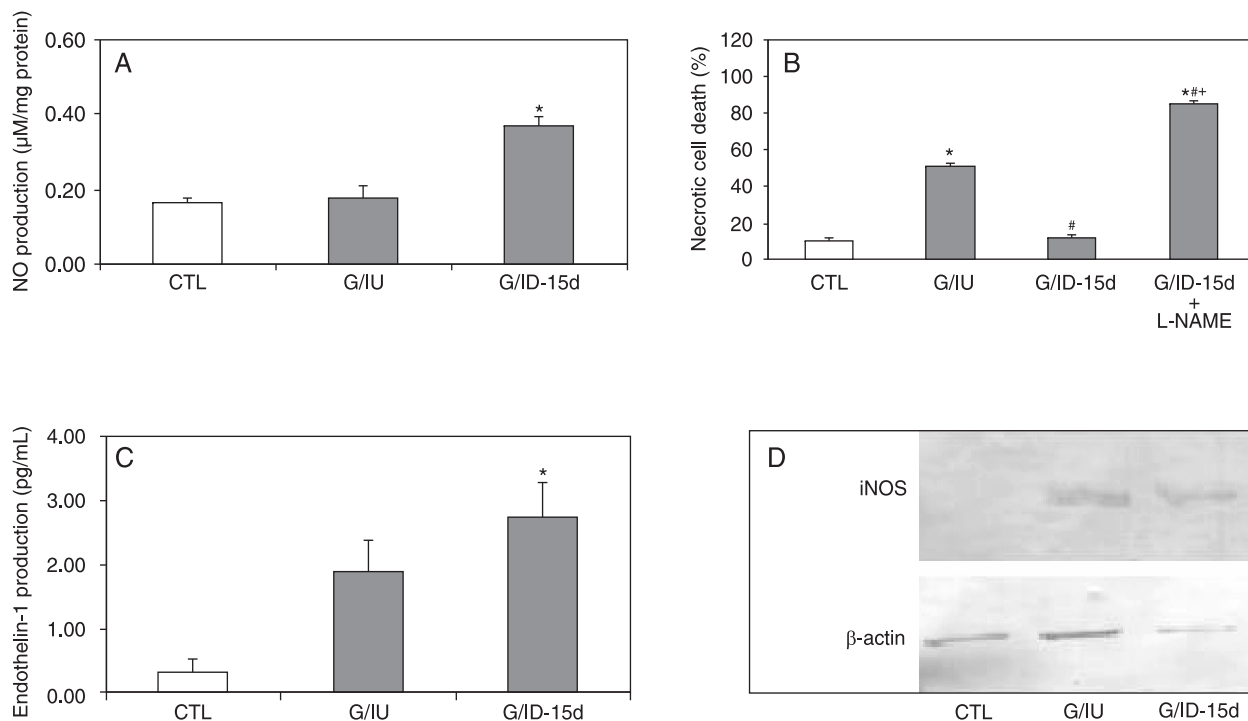 A
NO production (µM/mg protein)
0.60
0.40
0.20
0.00
*
CTL
G/IU
G/ID-15d
B
Necrotic cell death (%)
120
100
80
60
40
20
0
*
#
*#+
CTL
G/IU
G/ID-15d
G/ID-15d
+
L-NAME
C
Endothelin-1 production (pg/mL)
4.00
3.00
2.00
1.00
0.00
*
CTL
G/IU
G/ID-15d
D
iNOS
β-actin
CTL
G/IU
G/ID-15d